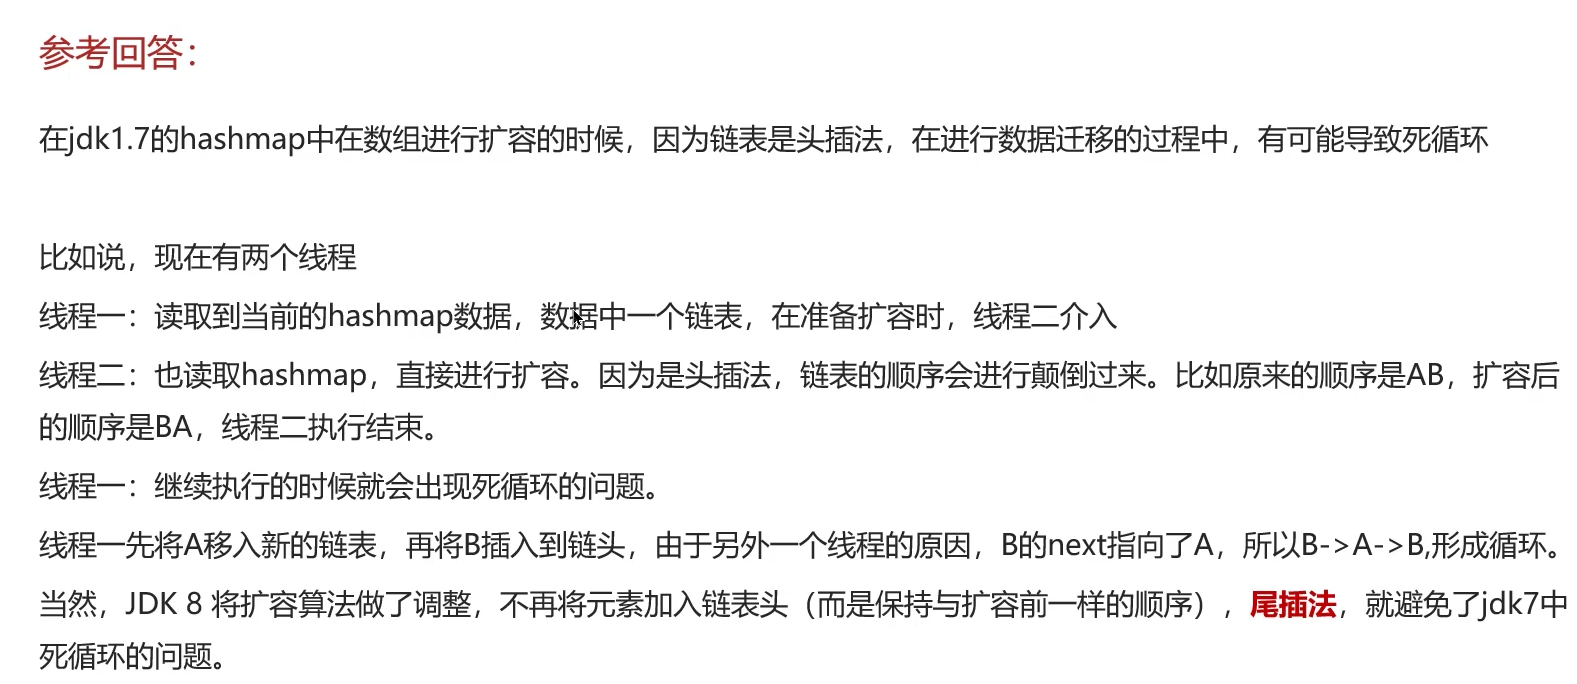 参考回答：
在jdk1.7的hashmap中在数组进行扩容的时候，因为链表是头插法，在进行数据迁移的过程中，有可能导致死循环
比如说，现在有两个线程
线程一：读取到当前的hashmap数据，数据中一个链表，在准备扩容时，线程二介入
线程二：也读取hashmap，直接进行扩容。因为是头插法，链表的顺序会进行颠倒过来。比如原来的顺序是AB，扩容后
的顺序是BA，线程二执行结束。
线程一：继续执行的时候就会出现死循环的问题。
线程一先将A移入新的链表，再将B插入到链头，由于另外一个线程的原因，B的next指向了A，所以B->A->B,形成循环。
当然，JDK 8 将扩容算法做了调整，不再将元素加入链表头（而是保持与扩容前一样的顺序），尾插法，就避免了jdk7中
死循环的问题。